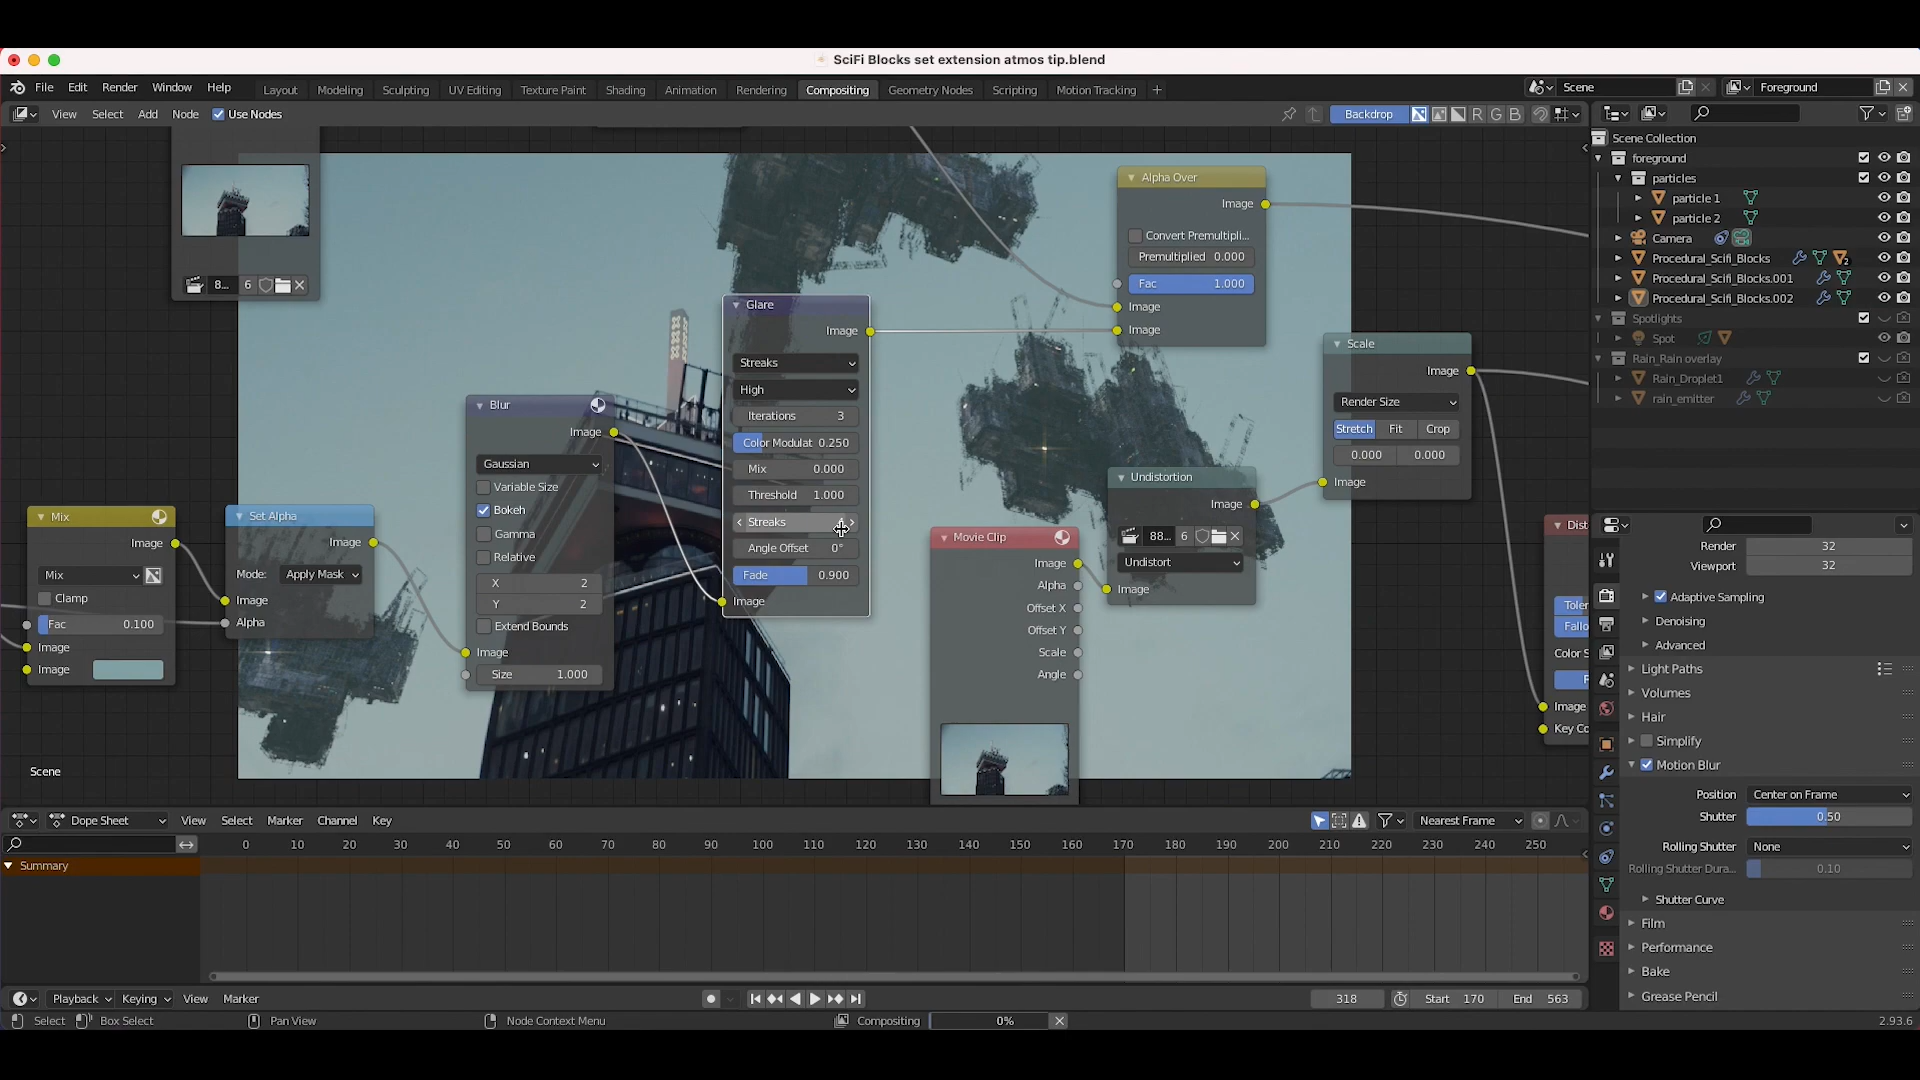 SciFi Blocks set extension atmos tip.blend
File Edit Render Window Help Layout Modeling Sculpting UV Editing Texture Paint Shading Animation Rendering Compositing Geometry Nodes Scripting Motion Tracking + Scene Foreground
View Select Add Node Use Nodes Backdrop R G B
Scene Collection
foreground
particles
particle 1
particle 2
Camera
Procedural_Scifi_Blocks 2
Procedural_Scifi_Blocks.001
Procedural_Scifi_Blocks.002
Spotlights
Spot
Rain_Rain overlay
Rain_Droplet1
rain_emitter
8... 6
Alpha Over
Image
Convert Premultipli...
Premultiplied 0.000
Fac 1.000
Image
Image
Glare
Image
Streaks
High
Iterations 3
Color Modulat 0.250
Mix 0.000
Threshold 1.000
Streaks
Angle Offset 0°
Fade 0.900
Image
Scale
Image
Render Size
Stretch Fit Crop
0.000 0.000
Image
Blur
Image
Gaussian
Variable Size
Bokeh
Gamma
Relative
X 2
Y 2
Extend Bounds
Image
Size 1.000
Undistortion
Image
88... 6
Undistort
Image
Mix
Image
Mix
Clamp
Fac 0.100
Image
Image
Set Alpha
Image
Mode: Apply Mask
Image
Alpha
Movie Clip
Image
Alpha
Offset X
Offset Y
Scale
Angle
Dist
Toler
Fallo
Color S
Image
Key Co
Scene
Render 32
Viewport 32
Adaptive Sampling
Denoising
Advanced
Light Paths
Volumes
Hair
Simplify
Motion Blur
Position Center on Frame
Shutter 0.50
Rolling Shutter None
Rolling Shutter Dura... 0.10
Shutter Curve
Film
Performance
Bake
Grease Pencil
Dope Sheet View Select Marker Channel Key Nearest Frame
0 10 20 30 40 50 60 70 80 90 100 110 120 130 140 150 160 170 180 190 200 210 220 230 240 250
Summary
Playback Keying View Marker 318 Start 170 End 563
Select Box Select Pan View Node Context Menu Compositing 0% 2.93.6